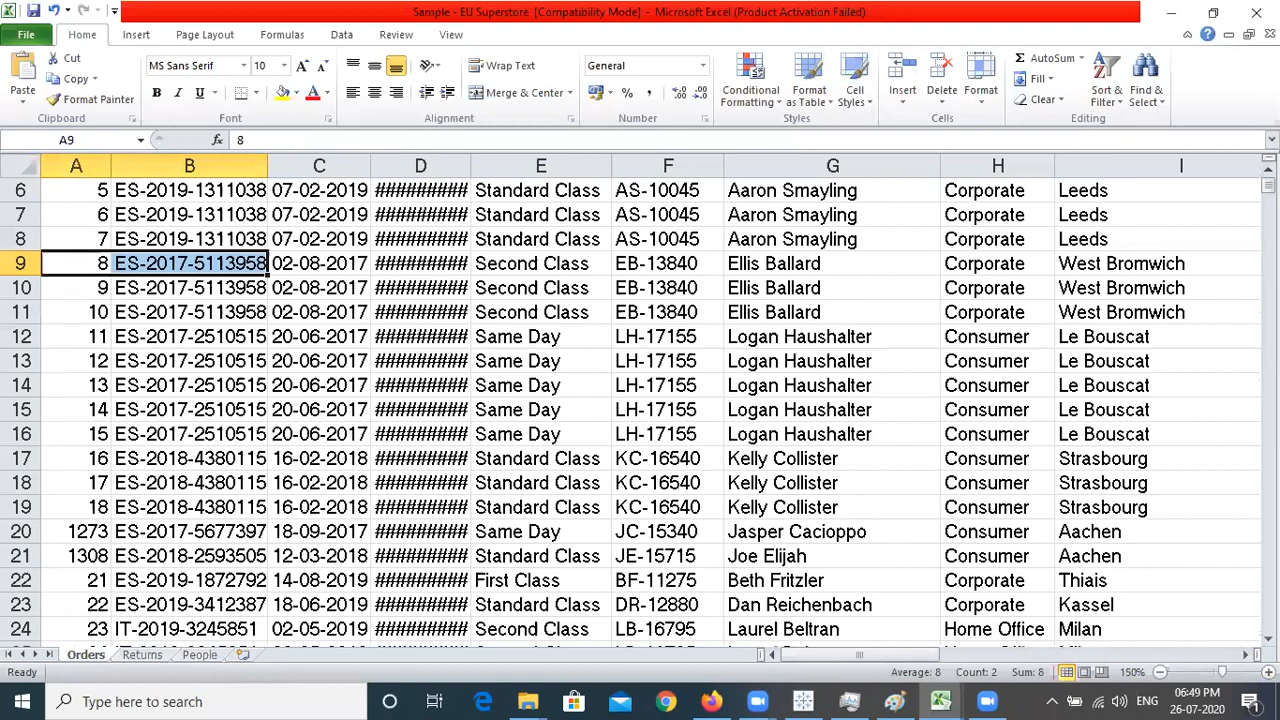 Sample - EU Superstore [Compatibility Mode] - Microsoft Excel (Product Activation Failed)
File Home Insert Page Layout Formulas Data Review View
Cut
Copy
Format Painter
Paste
Clipboard
MS Sans Serif 10
B I U
Font
Wrap Text
Merge & Center
Alignment
General
%
Number
Conditional Formatting
Format as Table
Cell Styles
Styles
Insert Delete Format
Cells
AutoSum
Fill
Clear
Sort & Filter
Find & Select
Editing
A9 fx 8
A B C D E F G H I
6 5 ES-2019-1311038 07-02-2019 ########## Standard Class AS-10045 Aaron Smayling Corporate Leeds
7 6 ES-2019-1311038 07-02-2019 ########## Standard Class AS-10045 Aaron Smayling Corporate Leeds
8 7 ES-2019-1311038 07-02-2019 ########## Standard Class AS-10045 Aaron Smayling Corporate Leeds
9 8 ES-2017-5113958 02-08-2017 ########## Second Class EB-13840 Ellis Ballard Corporate West Bromwich
10 9 ES-2017-5113958 02-08-2017 ########## Second Class EB-13840 Ellis Ballard Corporate West Bromwich
11 10 ES-2017-5113958 02-08-2017 ########## Second Class EB-13840 Ellis Ballard Corporate West Bromwich
12 11 ES-2017-2510515 20-06-2017 ########## Same Day LH-17155 Logan Haushalter Consumer Le Bouscat
13 12 ES-2017-2510515 20-06-2017 ########## Same Day LH-17155 Logan Haushalter Consumer Le Bouscat
14 13 ES-2017-2510515 20-06-2017 ########## Same Day LH-17155 Logan Haushalter Consumer Le Bouscat
15 14 ES-2017-2510515 20-06-2017 ########## Same Day LH-17155 Logan Haushalter Consumer Le Bouscat
16 15 ES-2017-2510515 20-06-2017 ########## Same Day LH-17155 Logan Haushalter Consumer Le Bouscat
17 16 ES-2018-4380115 16-02-2018 ########## Standard Class KC-16540 Kelly Collister Consumer Strasbourg
18 17 ES-2018-4380115 16-02-2018 ########## Standard Class KC-16540 Kelly Collister Consumer Strasbourg
19 18 ES-2018-4380115 16-02-2018 ########## Standard Class KC-16540 Kelly Collister Consumer Strasbourg
20 1273 ES-2017-5677397 18-09-2017 ########## Same Day JC-15340 Jasper Cacioppo Consumer Aachen
21 1308 ES-2018-2593505 12-03-2018 ########## Standard Class JE-15715 Joe Elijah Consumer Aachen
22 21 ES-2019-1872792 14-08-2019 ########## First Class BF-11275 Beth Fritzler Corporate Thiais
23 22 ES-2019-3412387 18-06-2019 ########## Standard Class DR-12880 Dan Reichenbach Corporate Kassel
24 23 IT-2019-3245851 02-05-2019 ########## Second Class LB-16795 Laurel Beltran Home Office Milan
Orders Returns People
Ready Average: 8 Count: 2 Sum: 8 150%
Type here to search ENG 06:49 PM
26-07-2020